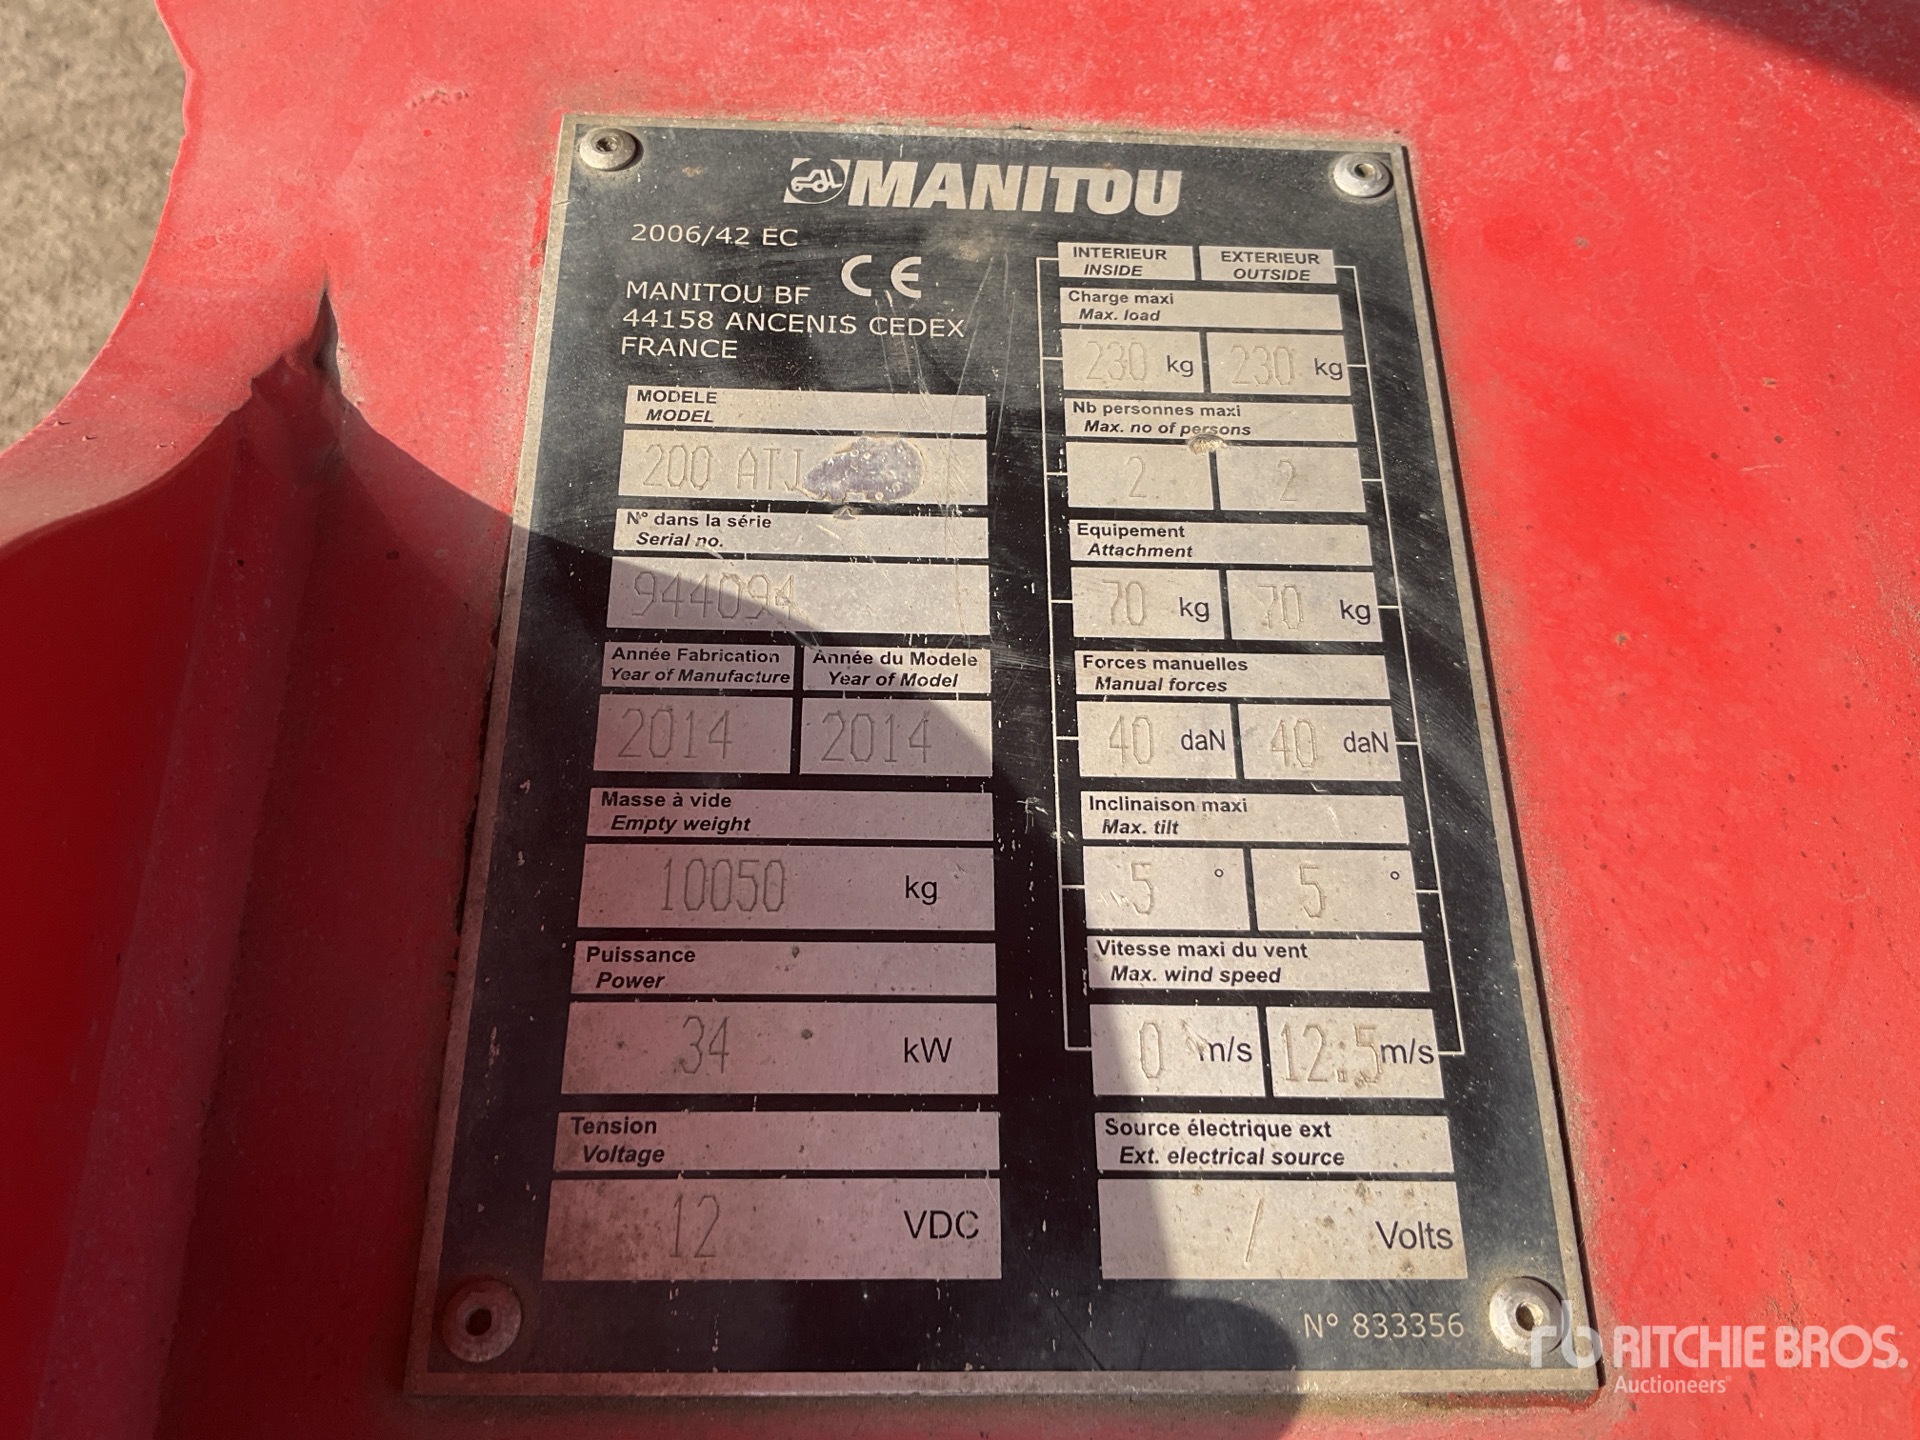 MANITOU
2006/42 EC
CE
MANITOU BF
44158 ANCENIS CEDEX
FRANCE
MODELE
MODEL
200 ATJ
N° dans la série
Serial no.
944094
Année Fabrication Année du Modele
Year of Manufacture Year of Model
2014 2014
Masse à vide
Empty weight
10050 kg
Puissance
Power
34 kW
Tension
Voltage
12 VDC
INTERIEUR EXTERIEUR
INSIDE OUTSIDE
Charge maxi
Max. load
230 kg 230 kg
Nb personnes maxi
Max. no of persons
2 2
Equipement
Attachment
70 kg 70 kg
Forces manuelles
Manual forces
40 daN 40 daN
Inclinaison maxi
Max. tilt
5 ° 5 °
Vitesse maxi du vent
Max. wind speed
0 m/s 12.5 m/s
Source électrique ext
Ext. electrical source
/ Volts
N° 833356
rb RITCHIE BROS.
Auctioneers